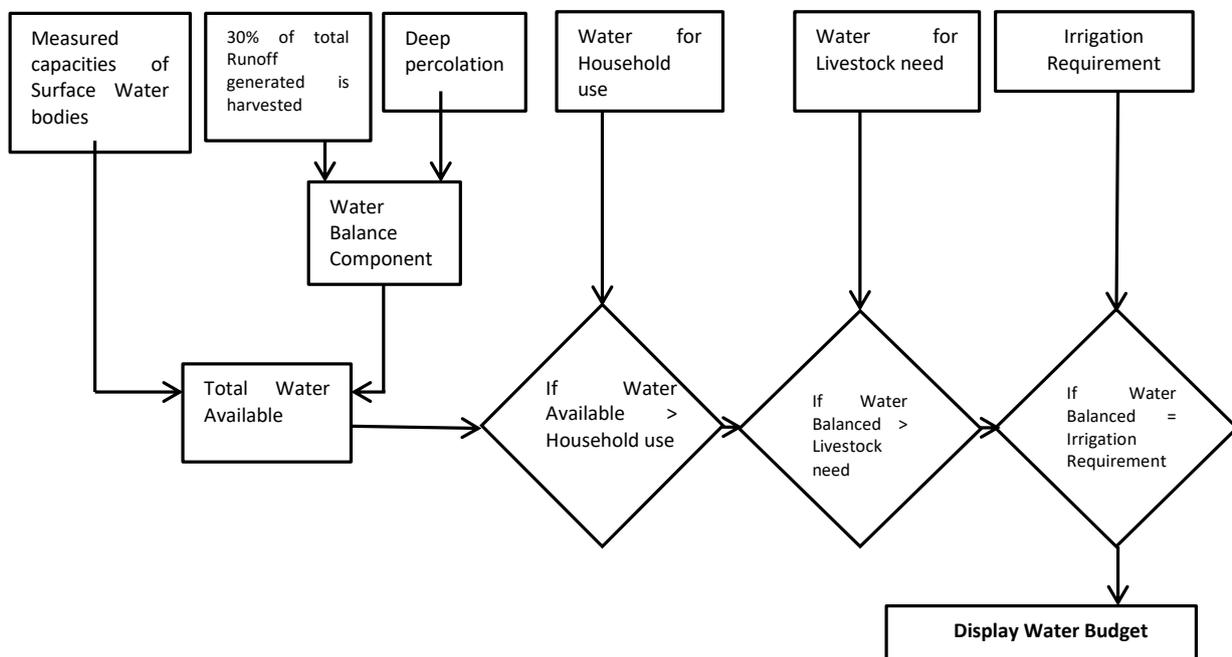 Measured
capacities of
Surface Water
bodies
30% of total
Runoff
generated is
harvested
Deep
percolation
Water for
Household
use
Water for
Livestock need
Irrigation
Requirement
Water
Balance
Component
Total Water
Available
If Water
Available >
Household use
If Water
Balanced >
Livestock
need
If Water
Balanced =
Irrigation
Requirement
Display Water Budget